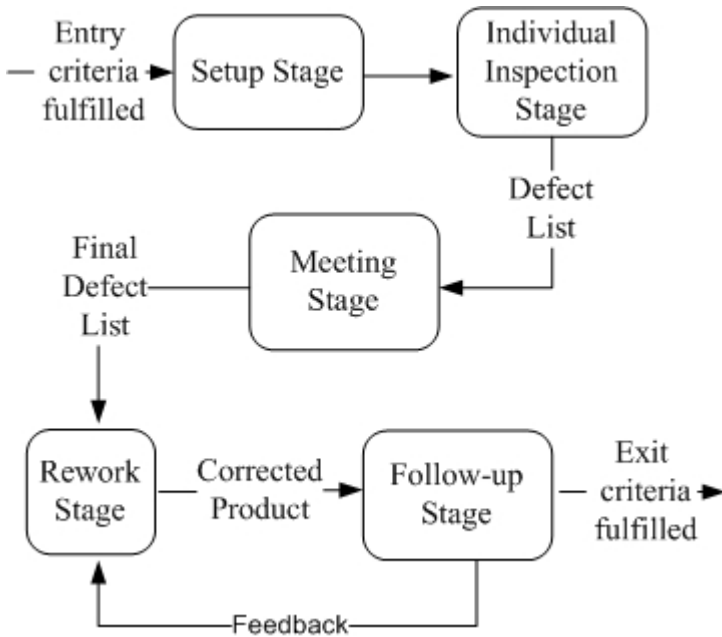 Entry
criteria
fulfilled
Setup Stage
Individual
Inspection
Stage
Defect
List
Meeting
Stage
Final
Defect
List
Rework
Stage
Corrected
Product
Follow-up
Stage
Exit
criteria
fulfilled
Feedback